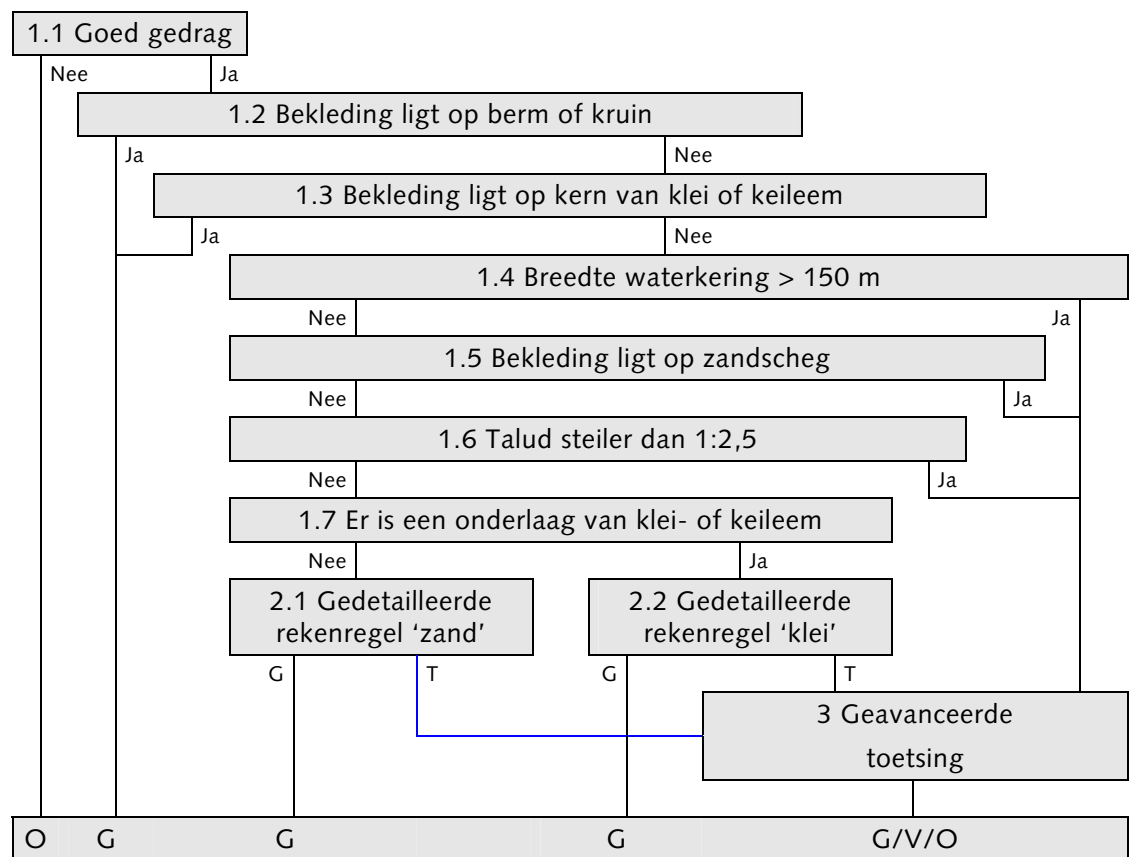 1.1 Goed gedrag
Nee
Ja
1.2 Bekleding ligt op berm of kruin
Ja
Nee
1.3 Bekleding ligt op kern van klei of keileem
Ja
Nee
1.4 Breedte waterkering > 150 m
Nee
Ja
1.5 Bekleding ligt op zandscheg
Nee
Ja
1.6 Talud steiler dan 1:2,5
Nee
Ja
1.7 Er is een onderlaag van klei- of keileem
Nee
Ja
2.1 Gedetailleerde
rekenregel ‘zand’
2.2 Gedetailleerde
rekenregel ‘klei’
G
T
G
T
3 Geavanceerde
toetsing
O
G
G
G
G/V/O